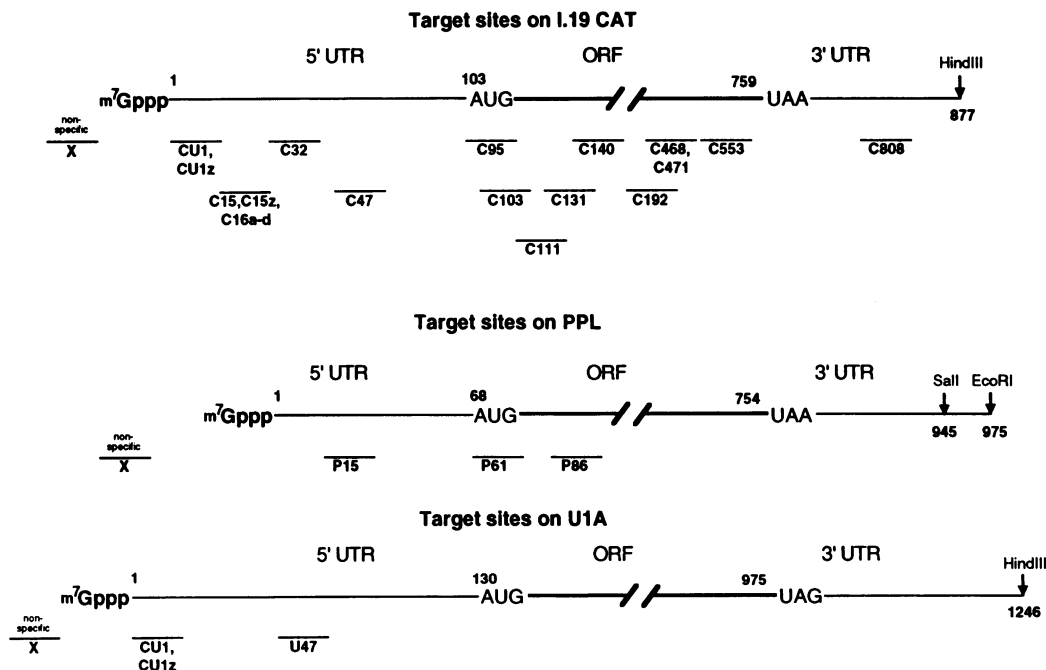 Target sites on I.19 CAT
5' UTR ORF 3' UTR
1 103 759 HindIII
m7Gppp AUG UAA
877
non-
specific
X CU1, C32 C95 C140 C468, C553 C808
CU1z C471
C15,C15z, C47 C103 C131 C192
C16a-d
C111
Target sites on PPL
5' UTR ORF 3' UTR
1 68 754 SalI EcoRI
m7Gppp AUG UAA
945 975
non-
specific
X P15 P61 P86
Target sites on U1A
5' UTR ORF 3' UTR
1 130 975 HindIII
m7Gppp AUG UAG
1246
non-
specific
X CU1, U47
CU1z